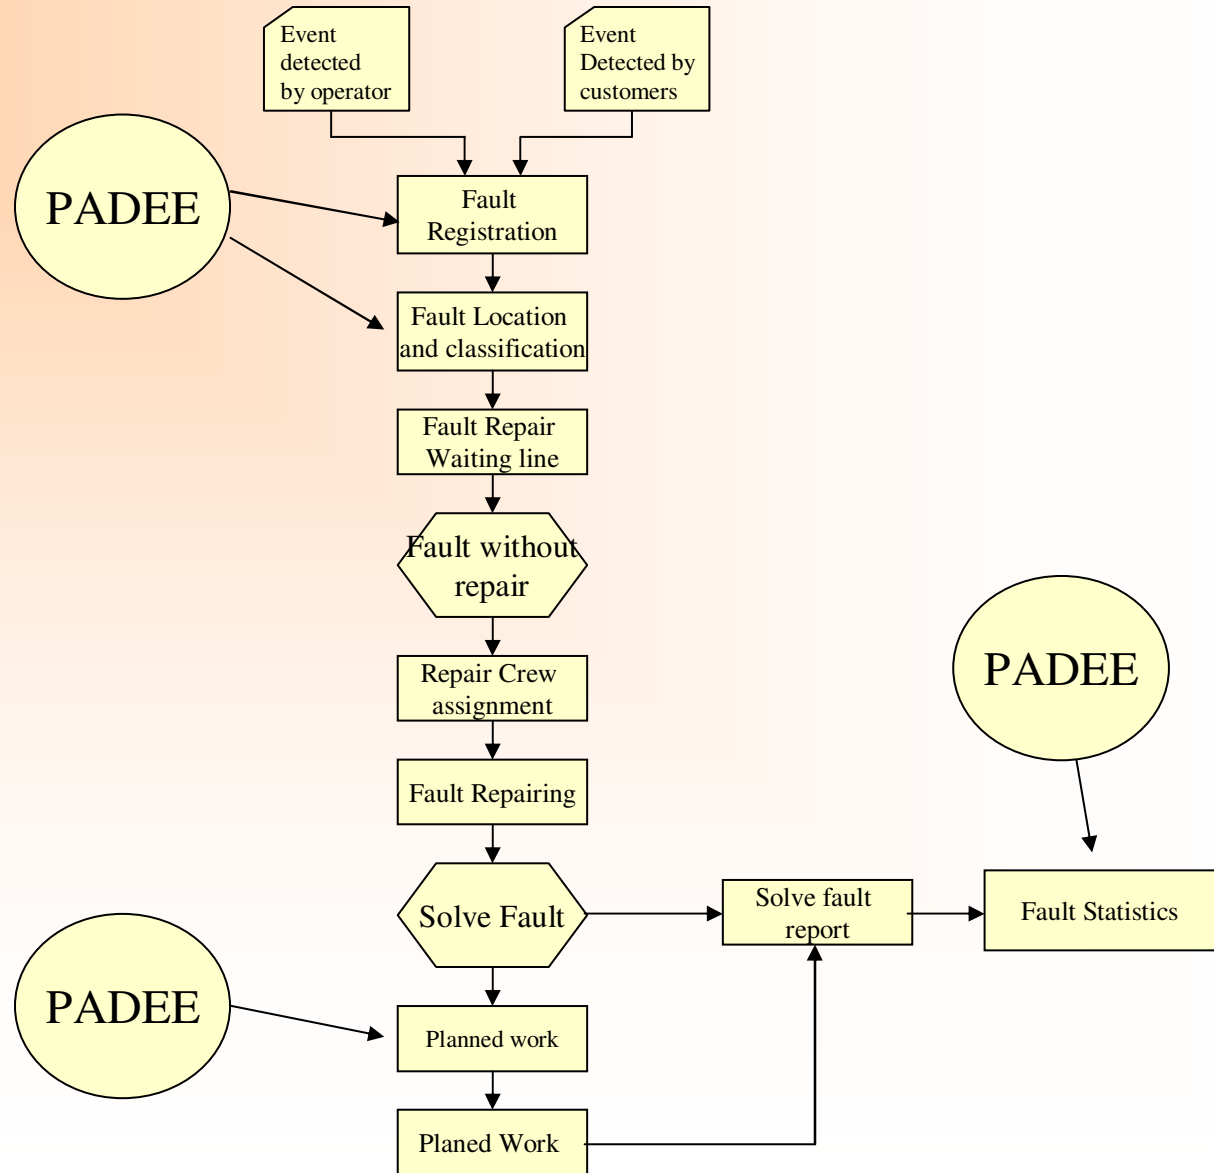 Event
detected
by operator
Event
Detected by
customers
PADEE
Fault
Registration
Fault Location
and classification
Fault Repair
Waiting line
Fault without
repair
Repair Crew
assignment
PADEE
Fault Repairing
Solve Fault
Solve fault
report
Fault Statistics
PADEE
Planned work
Planed Work